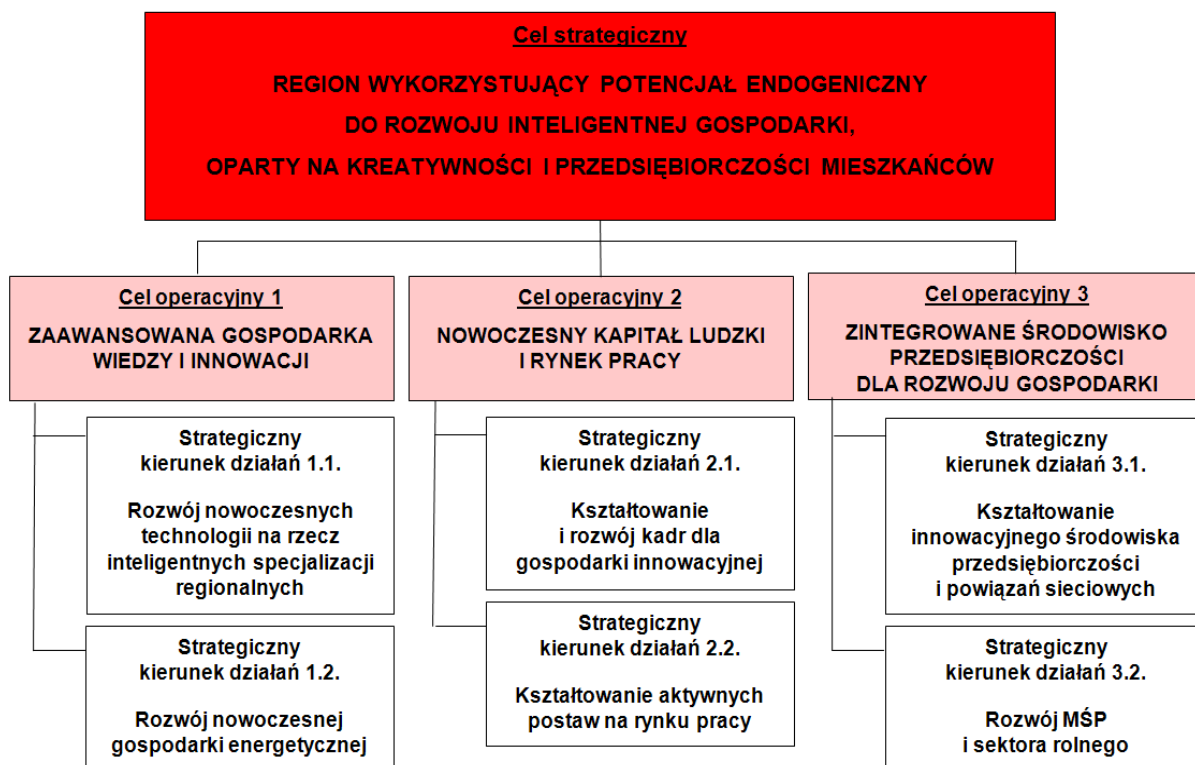 Cel strategiczny
REGION WYKORZYSTUJĄCY POTENCJAŁ ENDOGENICZNY
DO ROZWOJU INTELIGENTNEJ GOSPODARKI,
OPARTY NA KREATYWNOŚCI I PRZEDSIĘBIORCZOŚCI MIESZKAŃCÓW
Cel operacyjny 1
ZAAWANSOWANA GOSPODARKA
WIEDZY I INNOWACJI
Strategiczny
kierunek działań 1.1.
Rozwój nowoczesnych
technologii na rzecz
inteligentnych specjalizacji
regionalnych
Strategiczny
kierunek działań 1.2.
Rozwój nowoczesnej
gospodarki energetycznej
Cel operacyjny 2
NOWOCZESNY KAPITAŁ LUDZKI
I RYNEK PRACY
Strategiczny
kierunek działań 2.1.
Kształtowanie
i rozwój kadr dla
gospodarki innowacyjnej
Strategiczny
kierunek działań 2.2.
Kształtowanie aktywnych
postaw na rynku pracy
Cel operacyjny 3
ZINTEGROWANE ŚRODOWISKO
PRZEDSIĘBIORCZOŚCI
DLA ROZWOJU GOSPODARKI
Strategiczny
kierunek działań 3.1.
Kształtowanie
innowacyjnego środowiska
przedsiębiorczości
i powiązań sieciowych
Strategiczny
kierunek działań 3.2.
Rozwój MŚP
i sektora rolnego